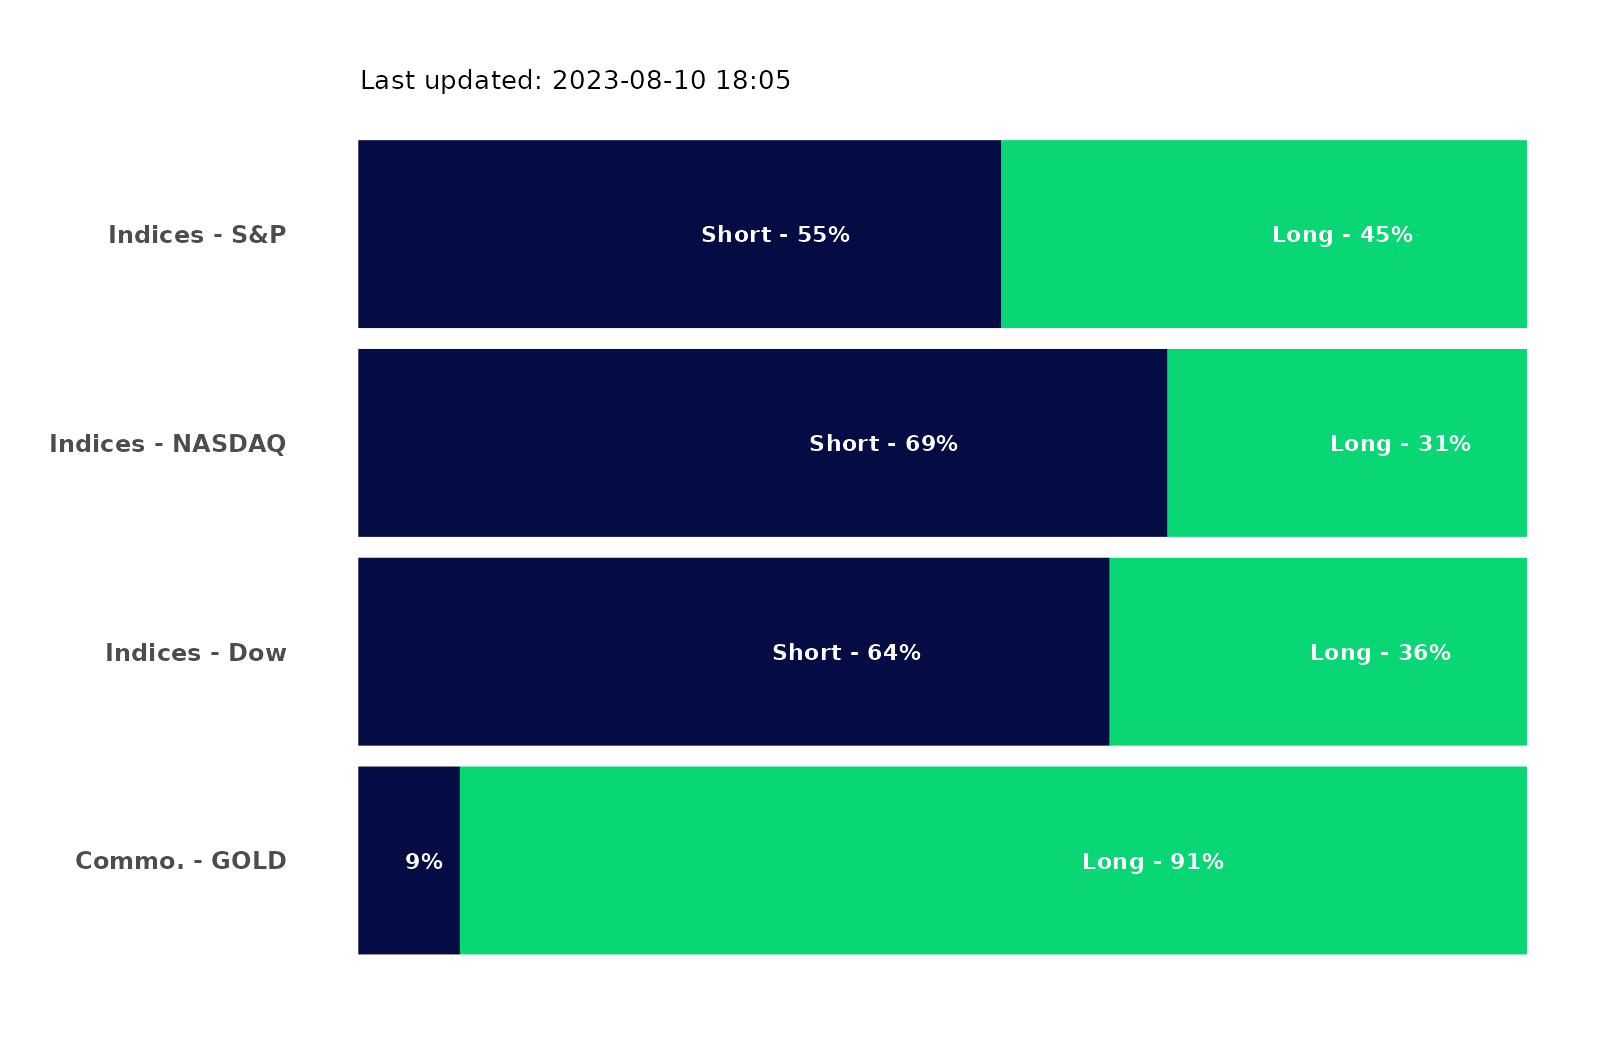 Last updated: 2023-08-10 18:05
Indices - S&P
Short - 55%
Long - 45%
Indices - NASDAQ
Short - 69%
Long - 31%
Indices - Dow
Short - 64%
Long - 36%
Commo. - GOLD
9%
Long - 91%